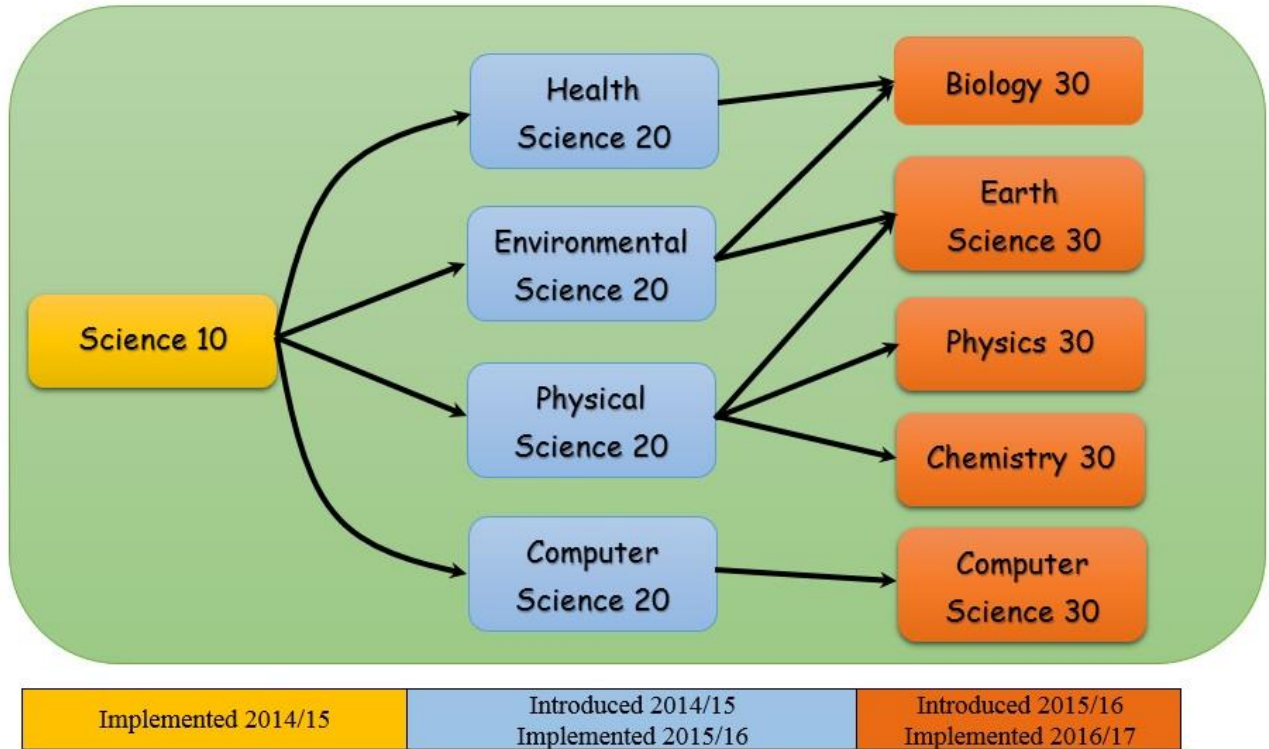 Science 10
Health
Science 20
Environmental
Science 20
Physical
Science 20
Computer
Science 20
Biology 30
Earth
Science 30
Physics 30
Chemistry 30
Computer
Science 30
Implemented 2014/15
Introduced 2014/15
Implemented 2015/16
Introduced 2015/16
Implemented 2016/17